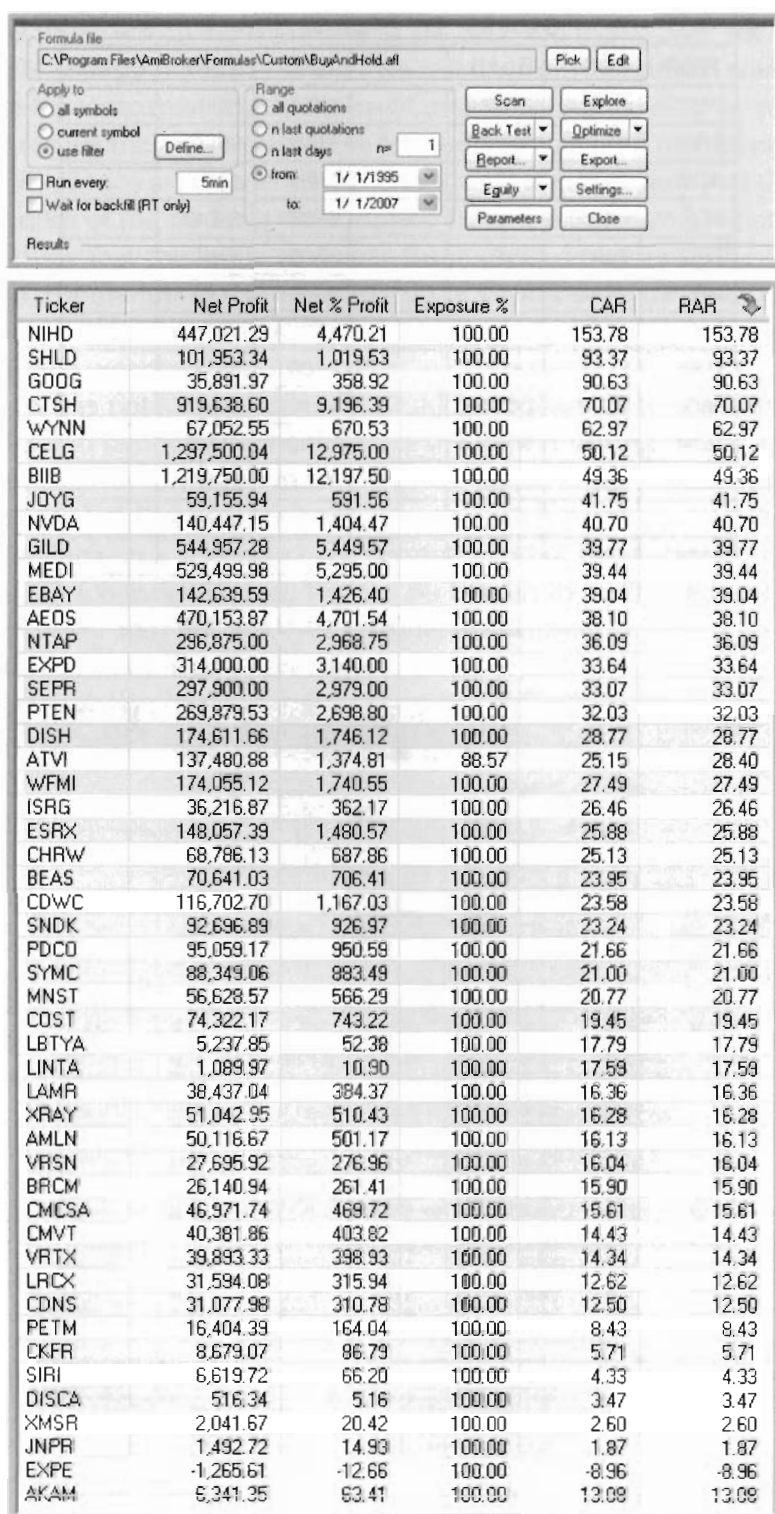 Formula file
C:\Program Files\AmiBroker\Formulas\Custom\BuyAndHold.afl Pick Edit
Apply to
all symbols
current symbol
use filter
Define...
Run every: 5min
Wait for backfill (RT only)
Range
all quotations
n last quotations
n last days n= 1
from: 1/ 1/1995
to: 1/ 1/2007
Scan Explore
Back Test Optimize
Report... Export...
Equity Settings...
Parameters Close
Results
Ticker Net Profit Net % Profit Exposure % CAR RAR
NIHD 447,021.29 4,470.21 100.00 153.78 153.78
SHLD 101,953.34 1,019.53 100.00 93.37 93.37
GOOG 35,891.97 358.92 100.00 90.63 90.63
CTSH 919,638.60 9,196.39 100.00 70.07 70.07
WYNN 67,052.55 670.53 100.00 62.97 62.97
CELG 1,297,500.04 12,975.00 100.00 50.12 50.12
BIIB 1,219,750.00 12,197.50 100.00 49.36 49.36
JOYG 59,155.94 591.56 100.00 41.75 41.75
NVDA 140,447.15 1,404.47 100.00 40.70 40.70
GILD 544,957.28 5,449.57 100.00 39.77 39.77
MEDI 529,499.98 5,295.00 100.00 39.44 39.44
EBAY 142,639.59 1,426.40 100.00 39.04 39.04
AEOS 470,153.87 4,701.54 100.00 38.10 38.10
NTAP 296,875.00 2,968.75 100.00 36.09 36.09
EXPD 314,000.00 3,140.00 100.00 33.64 33.64
SEPR 297,900.00 2,979.00 100.00 33.07 33.07
PTEN 269,879.53 2,698.80 100.00 32.03 32.03
DISH 174,611.66 1,746.12 100.00 28.77 28.77
ATVI 137,480.88 1,374.81 88.57 25.15 28.40
WFMI 174,055.12 1,740.55 100.00 27.49 27.49
ISRG 36,216.87 362.17 100.00 26.46 26.46
ESRX 148,057.39 1,480.57 100.00 25.88 25.88
CHRW 68,786.13 687.86 100.00 25.13 25.13
BEAS 70,641.03 706.41 100.00 23.95 23.95
CDWC 116,702.70 1,167.03 100.00 23.58 23.58
SNDK 92,696.89 926.97 100.00 23.24 23.24
PDCO 95,059.17 950.59 100.00 21.66 21.66
SYMC 88,349.06 883.49 100.00 21.00 21.00
MNST 56,628.57 566.29 100.00 20.77 20.77
COST 74,322.17 743.22 100.00 19.45 19.45
LBTYA 5,237.85 52.38 100.00 17.79 17.79
LINTA 1,089.97 10.90 100.00 17.59 17.59
LAMR 38,437.04 384.37 100.00 16.36 16.36
XRAY 51,042.95 510.43 100.00 16.28 16.28
AMLN 50,116.67 501.17 100.00 16.13 16.13
VRSN 27,695.92 276.96 100.00 16.04 16.04
BRCM 26,140.94 261.41 100.00 15.90 15.90
CMCSA 46,971.74 469.72 100.00 15.61 15.61
CMVT 40,381.86 403.82 100.00 14.43 14.43
VRTX 39,893.33 398.93 100.00 14.34 14.34
LRCX 31,594.08 315.94 100.00 12.62 12.62
CDNS 31,077.98 310.78 100.00 12.50 12.50
PETM 16,404.39 164.04 100.00 8.43 8.43
CKFR 8,679.07 86.79 100.00 5.71 5.71
SIRI 6,619.72 66.20 100.00 4.33 4.33
DISCA 516.34 5.16 100.00 3.47 3.47
XMSR 2,041.67 20.42 100.00 2.60 2.60
JNPR 1,492.72 14.93 100.00 1.87 1.87
EXPE -1,265.61 -12.66 100.00 -8.96 -8.96
AKAM 6,341.35 63.41 100.00 13.08 13.08